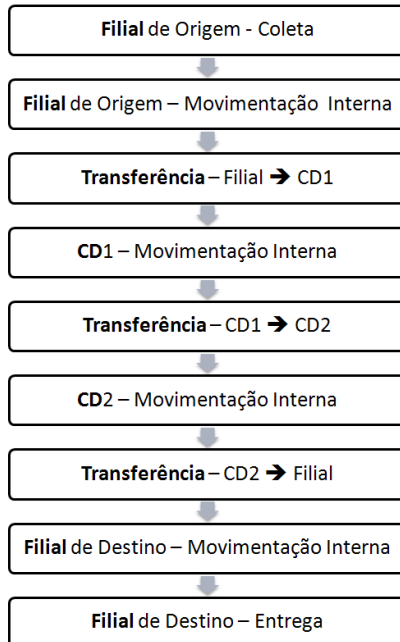 Filial de Origem - Coleta
Filial de Origem – Movimentação Interna
Transferência – Filial ➔ CD1
CD1 – Movimentação Interna
Transferência – CD1 ➔ CD2
CD2 – Movimentação Interna
Transferência – CD2 ➔ Filial
Filial de Destino – Movimentação Interna
Filial de Destino – Entrega